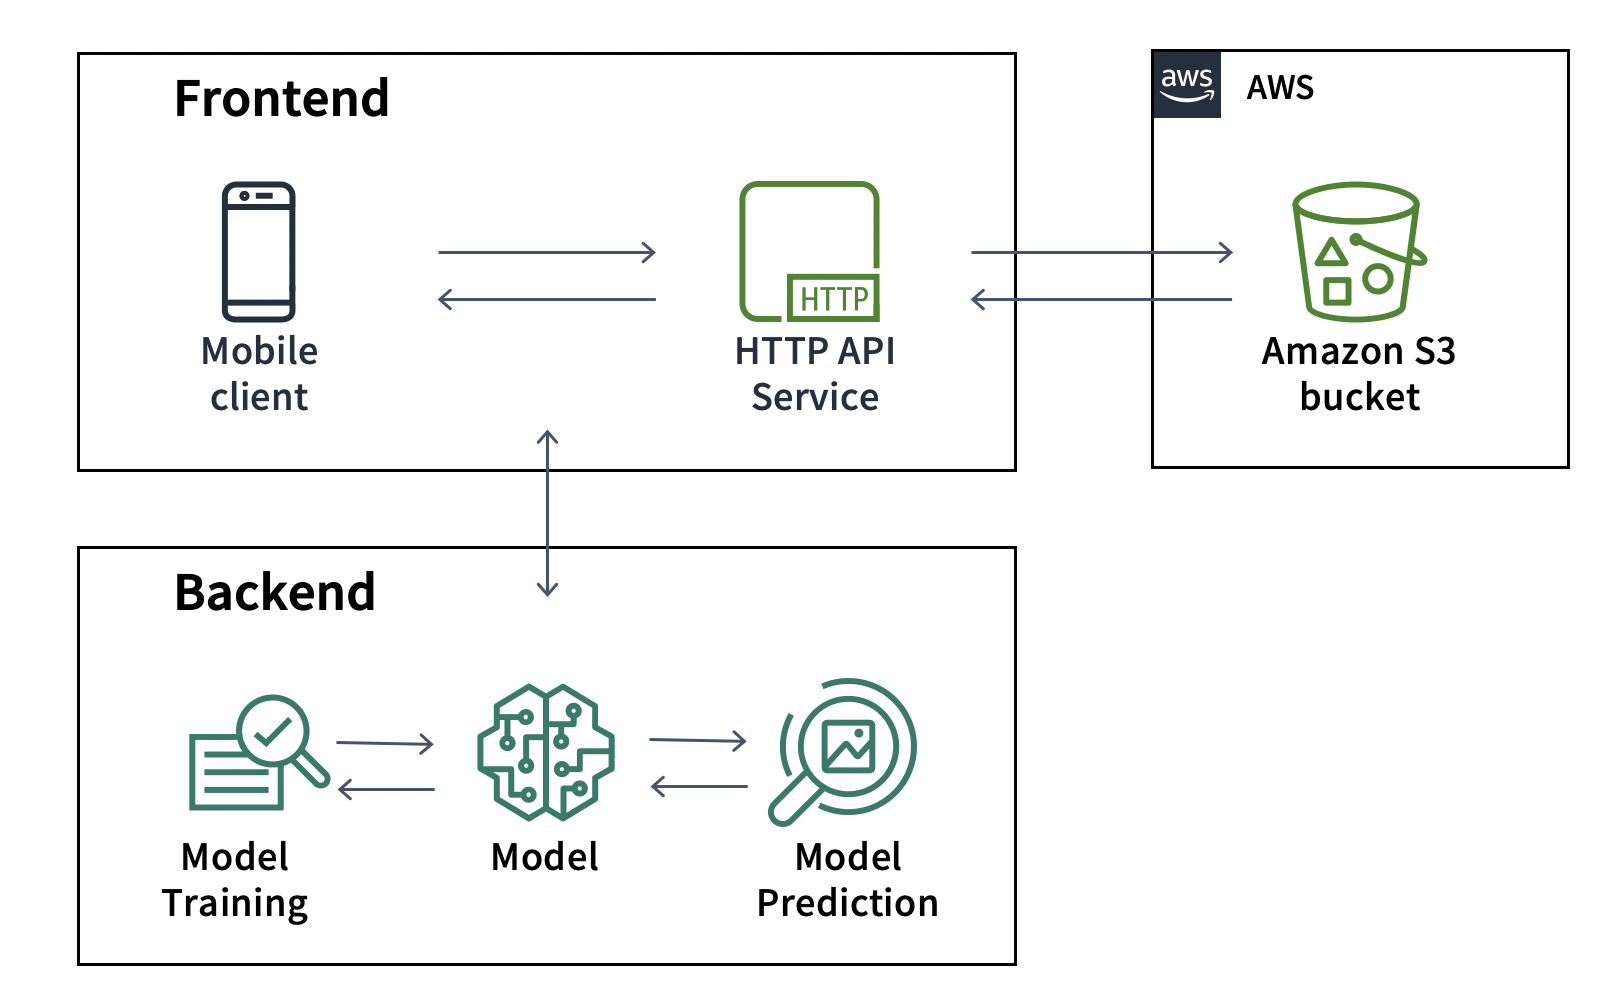 Frontend
aws
AWS
HTTP
Mobile
client
HTTP API
Service
Amazon S3
bucket
Backend
Model
Training
Model
Model
Prediction